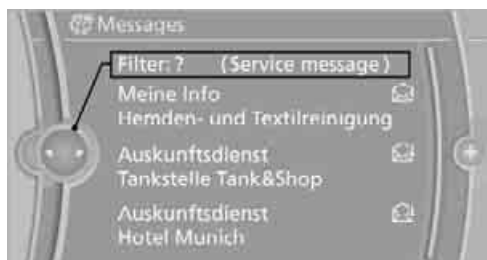 Messages
Filter: ? (Service message)
Meine Info
Hemden- und Textilreinigung
Auskunftsdienst
Tankstelle Tank&Shop
Auskunftsdienst
Hotel Munich